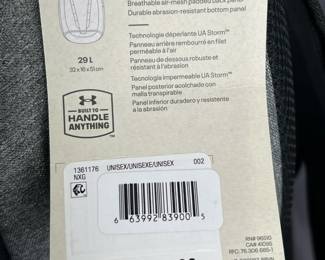 Breathable air-mesh padded back panel
Durable abrasion-resistant bottom panel
Technologie déperlante UA Storm™
Panneau arrière rembourré en filet
perméable à l'air
Panneau de dessous robuste et
résistant à l'abrasion
Tecnología impermeable UA Storm™
Panel posterior acolchado con
malla transpirable
Panel inferior duradero y resistente
a la abrasión
29 L
32 x 16 x 51 cm
BUILT TO
HANDLE
ANYTHING™
1361176 UNISEX/UNISEXE/UNISEX 002
NXG
6 63992 83900 5
RN# 96510
CA# 41095